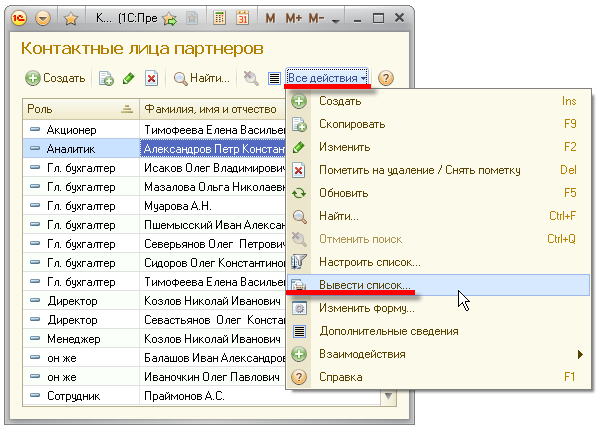 К... (1С:Пре
M M+ M-
31
Контактные лица партнеров
Создать Найти... Все действия
Роль Фамилия, имя и отчество
Акционер Тимофеева Елена Васильев
Аналитик Александров Петр Констант
Гл. бухгалтер Исаков Олег Владимирович
Гл. бухгалтер Мазалова Ольга Николаевн
Гл. бухгалтер Муарова А.Н.
Гл. бухгалтер Пшемысский Иван Алексан
Гл. бухгалтер Северьянов Олег Петрович
Гл. бухгалтер Сидоров Олег Константино
Гл. бухгалтер Тимофеева Елена Васильев
Директор Козлов Николай Иванович
Директор Севастьянов Олег Констан
Менеджер Козлов Николай Иванович
он же Балашов Иван Александров
он же Иваночкин Олег Павлович
Сотрудник Праймонов А.С.
Создать Ins
Скопировать F9
Изменить F2
Пометить на удаление / Снять пометку Del
Обновить F5
Найти... Ctrl+F
Отменить поиск Ctrl+Q
Настроить список...
Вывести список...
Изменить форму...
Дополнительные сведения
Взаимодействия
Справка F1